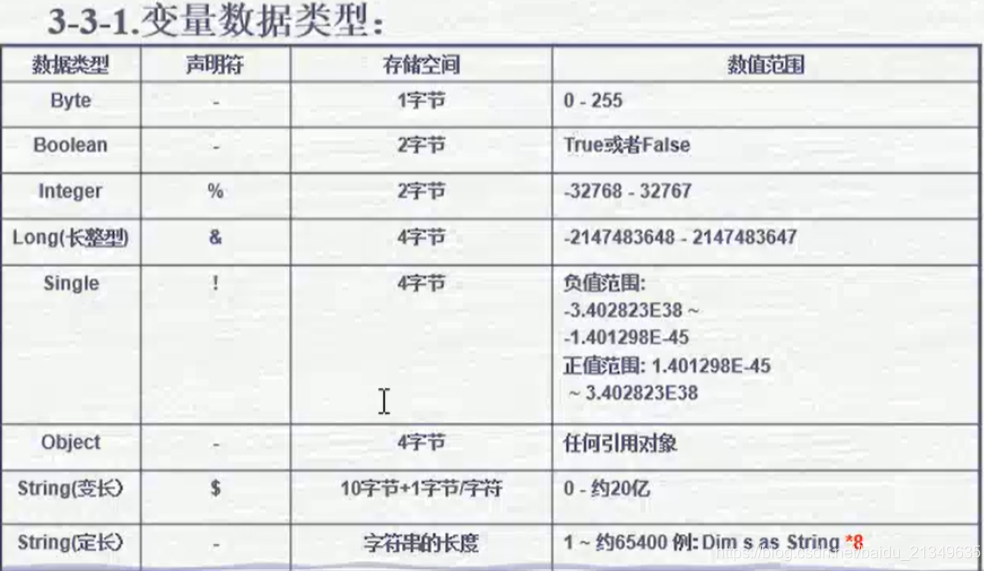 3-3-1.变量数据类型:
数据类型 声明符 存储空间 数值范围
Byte - 1字节 0 - 255
Boolean - 2字节 True或者False
Integer % 2字节 -32768 - 32767
Long(长整型) & 4字节 -2147483648 - 2147483647
Single ! 4字节 负值范围:
-3.402823E38 ~
-1.401298E-45
正值范围: 1.401298E-45
~ 3.402823E38
Object - 4字节 任何引用对象
String(变长) $ 10字节+1字节/字符 0 - 约20亿
String(定长) - 字符串的长度 1 ~ 约65400 例: Dim s as String *8
https://blog.csdn.net/baidu_21349635